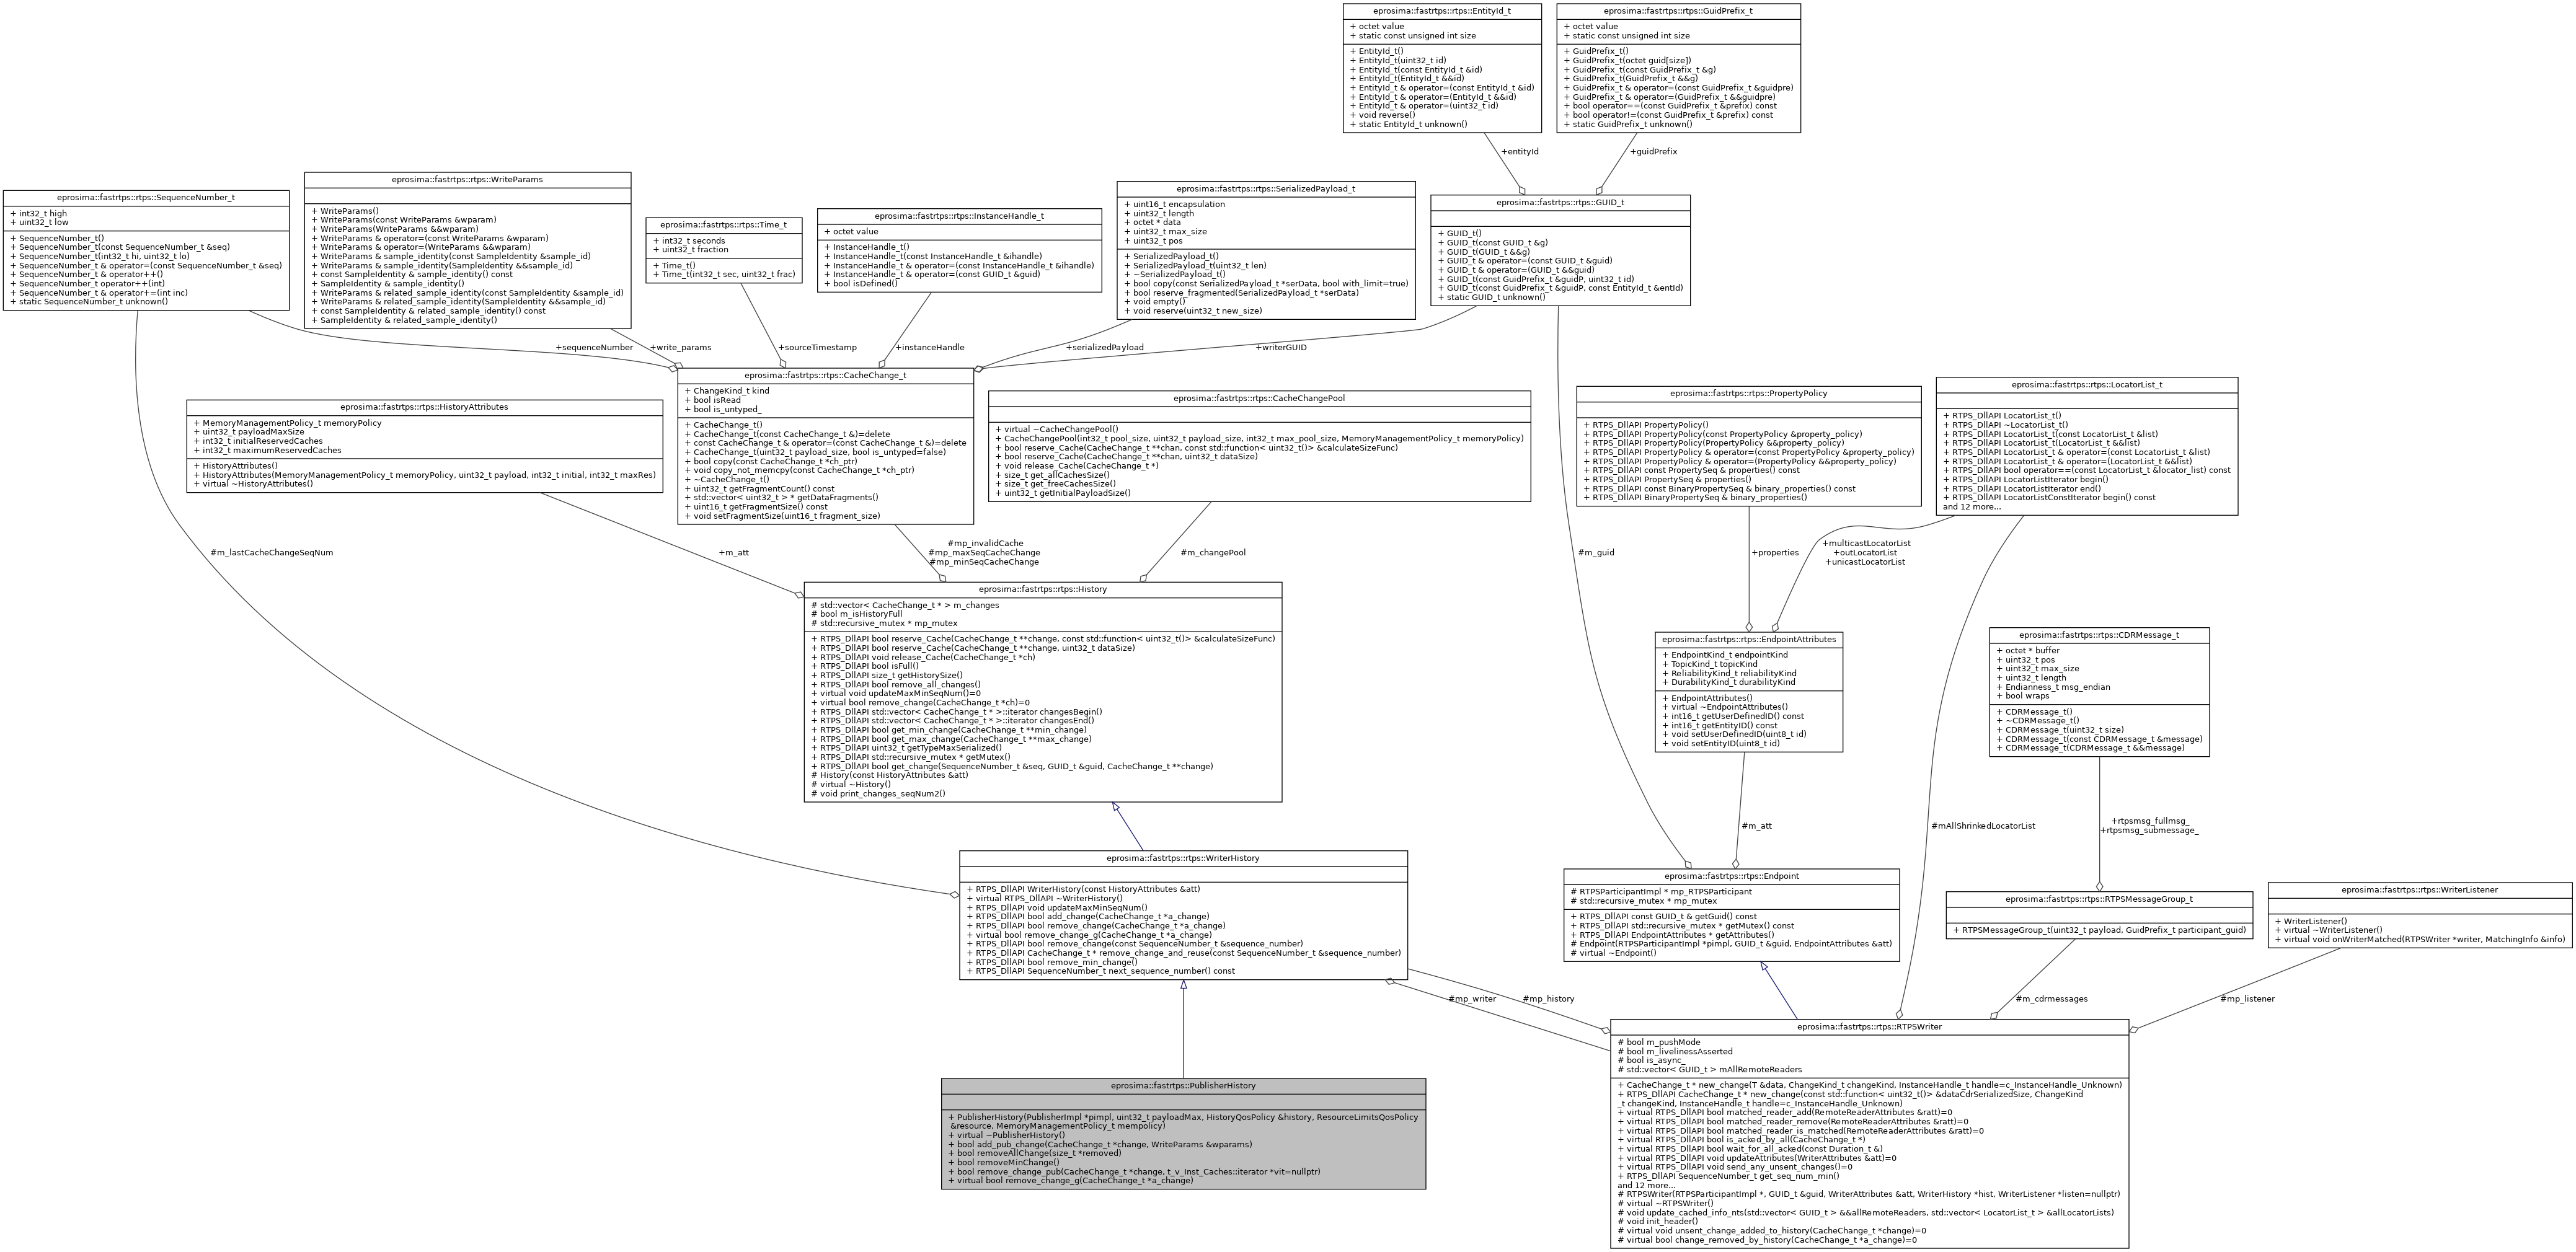 eprosima::fastrtps::rtps::EntityId_t
+ octet value
+ static const unsigned int size
+ EntityId_t()
+ EntityId_t(uint32_t id)
+ EntityId_t(const EntityId_t &id)
+ EntityId_t(EntityId_t &&id)
+ EntityId_t & operator=(const EntityId_t &id)
+ EntityId_t & operator=(EntityId_t &&id)
+ EntityId_t & operator=(uint32_t id)
+ void reverse()
+ static EntityId_t unknown()
eprosima::fastrtps::rtps::GuidPrefix_t
+ octet value
+ static const unsigned int size
+ GuidPrefix_t()
+ GuidPrefix_t(octet guid[size])
+ GuidPrefix_t(const GuidPrefix_t &g)
+ GuidPrefix_t(GuidPrefix_t &&g)
+ GuidPrefix_t & operator=(const GuidPrefix_t &guidpre)
+ GuidPrefix_t & operator=(GuidPrefix_t &&guidpre)
+ bool operator==(const GuidPrefix_t &prefix) const
+ bool operator!=(const GuidPrefix_t &prefix) const
+ static GuidPrefix_t unknown()
+entityId
+guidPrefix
eprosima::fastrtps::rtps::SequenceNumber_t
+ int32_t high
+ uint32_t low
+ SequenceNumber_t()
+ SequenceNumber_t(const SequenceNumber_t &seq)
+ SequenceNumber_t(int32_t hi, uint32_t lo)
+ SequenceNumber_t & operator=(const SequenceNumber_t &seq)
+ SequenceNumber_t & operator++()
+ SequenceNumber_t operator++(int)
+ SequenceNumber_t & operator+=(int inc)
+ static SequenceNumber_t unknown()
eprosima::fastrtps::rtps::WriteParams
+ WriteParams()
+ WriteParams(const WriteParams &wparam)
+ WriteParams(WriteParams &&wparam)
+ WriteParams & operator=(const WriteParams &wparam)
+ WriteParams & operator=(WriteParams &&wparam)
+ WriteParams & sample_identity(const SampleIdentity &sample_id)
+ WriteParams & sample_identity(SampleIdentity &&sample_id)
+ const SampleIdentity & sample_identity() const
+ SampleIdentity & sample_identity()
+ WriteParams & related_sample_identity(const SampleIdentity &sample_id)
+ WriteParams & related_sample_identity(SampleIdentity &&sample_id)
+ const SampleIdentity & related_sample_identity() const
+ SampleIdentity & related_sample_identity()
eprosima::fastrtps::rtps::Time_t
+ int32_t seconds
+ uint32_t fraction
+ Time_t()
+ Time_t(int32_t sec, uint32_t frac)
eprosima::fastrtps::rtps::InstanceHandle_t
+ octet value
+ InstanceHandle_t()
+ InstanceHandle_t(const InstanceHandle_t &ihandle)
+ InstanceHandle_t & operator=(const InstanceHandle_t &ihandle)
+ InstanceHandle_t & operator=(const GUID_t &guid)
+ bool isDefined()
eprosima::fastrtps::rtps::SerializedPayload_t
+ uint16_t encapsulation
+ uint32_t length
+ octet * data
+ uint32_t max_size
+ uint32_t pos
+ SerializedPayload_t()
+ SerializedPayload_t(uint32_t len)
+ ~SerializedPayload_t()
+ bool copy(const SerializedPayload_t *serData, bool with_limit=true)
+ bool reserve_fragmented(SerializedPayload_t *serData)
+ void empty()
+ void reserve(uint32_t new_size)
eprosima::fastrtps::rtps::GUID_t
+ GUID_t()
+ GUID_t(const GUID_t &g)
+ GUID_t(GUID_t &&g)
+ GUID_t & operator=(const GUID_t &guid)
+ GUID_t & operator=(GUID_t &&guid)
+ GUID_t(const GuidPrefix_t &guidP, uint32_t id)
+ GUID_t(const GuidPrefix_t &guidP, const EntityId_t &entId)
+ static GUID_t unknown()
+sequenceNumber
+write_params
+sourceTimestamp
+instanceHandle
+serializedPayload
+writerGUID
eprosima::fastrtps::rtps::HistoryAttributes
+ MemoryManagementPolicy_t memoryPolicy
+ uint32_t payloadMaxSize
+ int32_t initialReservedCaches
+ int32_t maximumReservedCaches
+ HistoryAttributes()
+ HistoryAttributes(MemoryManagementPolicy_t memoryPolicy, uint32_t payload, int32_t initial, int32_t maxRes)
+ virtual ~HistoryAttributes()
eprosima::fastrtps::rtps::CacheChange_t
+ ChangeKind_t kind
+ bool isRead
+ bool is_untyped_
+ CacheChange_t()
+ CacheChange_t(const CacheChange_t &)=delete
+ const CacheChange_t & operator=(const CacheChange_t &)=delete
+ CacheChange_t(uint32_t payload_size, bool is_untyped=false)
+ bool copy(const CacheChange_t *ch_ptr)
+ void copy_not_memcpy(const CacheChange_t *ch_ptr)
+ ~CacheChange_t()
+ uint32_t getFragmentCount() const
+ std::vector< uint32_t > * getDataFragments()
+ uint16_t getFragmentSize() const
+ void setFragmentSize(uint16_t fragment_size)
eprosima::fastrtps::rtps::CacheChangePool
+ virtual ~CacheChangePool()
+ CacheChangePool(int32_t pool_size, uint32_t payload_size, int32_t max_pool_size, MemoryManagementPolicy_t memoryPolicy)
+ bool reserve_Cache(CacheChange_t **chan, const std::function< uint32_t()> &calculateSizeFunc)
+ bool reserve_Cache(CacheChange_t **chan, uint32_t dataSize)
+ void release_Cache(CacheChange_t *)
+ size_t get_allCachesSize()
+ size_t get_freeCachesSize()
+ uint32_t getInitialPayloadSize()
eprosima::fastrtps::rtps::PropertyPolicy
+ RTPS_DllAPI PropertyPolicy()
+ RTPS_DllAPI PropertyPolicy(const PropertyPolicy &property_policy)
+ RTPS_DllAPI PropertyPolicy(PropertyPolicy &&property_policy)
+ RTPS_DllAPI PropertyPolicy & operator=(const PropertyPolicy &property_policy)
+ RTPS_DllAPI PropertyPolicy & operator=(PropertyPolicy &&property_policy)
+ RTPS_DllAPI const PropertySeq & properties() const
+ RTPS_DllAPI PropertySeq & properties()
+ RTPS_DllAPI const BinaryPropertySeq & binary_properties() const
+ RTPS_DllAPI BinaryPropertySeq & binary_properties()
eprosima::fastrtps::rtps::LocatorList_t
+ RTPS_DllAPI LocatorList_t()
+ RTPS_DllAPI ~LocatorList_t()
+ RTPS_DllAPI LocatorList_t(const LocatorList_t &list)
+ RTPS_DllAPI LocatorList_t(LocatorList_t &&list)
+ RTPS_DllAPI LocatorList_t & operator=(const LocatorList_t &list)
+ RTPS_DllAPI LocatorList_t & operator=(LocatorList_t &&list)
+ RTPS_DllAPI bool operator==(const LocatorList_t &locator_list) const
+ RTPS_DllAPI LocatorListIterator begin()
+ RTPS_DllAPI LocatorListIterator end()
+ RTPS_DllAPI LocatorListConstIterator begin() const
and 12 more...
#m_lastCacheChangeSeqNum
+m_att
#mp_invalidCache
#mp_maxSeqCacheChange
#mp_minSeqCacheChange
#m_changePool
#m_guid
+properties
+multicastLocatorList
+outLocatorList
+unicastLocatorList
eprosima::fastrtps::rtps::History
# std::vector< CacheChange_t * > m_changes
# bool m_isHistoryFull
# std::recursive_mutex * mp_mutex
+ RTPS_DllAPI bool reserve_Cache(CacheChange_t **change, const std::function< uint32_t()> &calculateSizeFunc)
+ RTPS_DllAPI bool reserve_Cache(CacheChange_t **change, uint32_t dataSize)
+ RTPS_DllAPI void release_Cache(CacheChange_t *ch)
+ RTPS_DllAPI bool isFull()
+ RTPS_DllAPI size_t getHistorySize()
+ RTPS_DllAPI bool remove_all_changes()
+ virtual void updateMaxMinSeqNum()=0
+ virtual bool remove_change(CacheChange_t *ch)=0
+ RTPS_DllAPI std::vector< CacheChange_t * >::iterator changesBegin()
+ RTPS_DllAPI std::vector< CacheChange_t * >::iterator changesEnd()
+ RTPS_DllAPI bool get_min_change(CacheChange_t **min_change)
+ RTPS_DllAPI bool get_max_change(CacheChange_t **max_change)
+ RTPS_DllAPI uint32_t getTypeMaxSerialized()
+ RTPS_DllAPI std::recursive_mutex * getMutex()
+ RTPS_DllAPI bool get_change(SequenceNumber_t &seq, GUID_t &guid, CacheChange_t **change)
# History(const HistoryAttributes &att)
# virtual ~History()
# void print_changes_seqNum2()
eprosima::fastrtps::rtps::EndpointAttributes
+ EndpointKind_t endpointKind
+ TopicKind_t topicKind
+ ReliabilityKind_t reliabilityKind
+ DurabilityKind_t durabilityKind
+ EndpointAttributes()
+ virtual ~EndpointAttributes()
+ int16_t getUserDefinedID() const
+ int16_t getEntityID() const
+ void setUserDefinedID(uint8_t id)
+ void setEntityID(uint8_t id)
eprosima::fastrtps::rtps::CDRMessage_t
+ octet * buffer
+ uint32_t pos
+ uint32_t max_size
+ uint32_t length
+ Endianness_t msg_endian
+ bool wraps
+ CDRMessage_t()
+ ~CDRMessage_t()
+ CDRMessage_t(uint32_t size)
+ CDRMessage_t(const CDRMessage_t &message)
+ CDRMessage_t(CDRMessage_t &&message)
#m_att
#mAllShrinkedLocatorList
+rtpsmsg_fullmsg_
+rtpsmsg_submessage_
eprosima::fastrtps::rtps::WriterHistory
+ RTPS_DllAPI WriterHistory(const HistoryAttributes &att)
+ virtual RTPS_DllAPI ~WriterHistory()
+ RTPS_DllAPI void updateMaxMinSeqNum()
+ RTPS_DllAPI bool add_change(CacheChange_t *a_change)
+ RTPS_DllAPI bool remove_change(CacheChange_t *a_change)
+ virtual bool remove_change_g(CacheChange_t *a_change)
+ RTPS_DllAPI bool remove_change(const SequenceNumber_t &sequence_number)
+ RTPS_DllAPI CacheChange_t * remove_change_and_reuse(const SequenceNumber_t &sequence_number)
+ RTPS_DllAPI bool remove_min_change()
+ RTPS_DllAPI SequenceNumber_t next_sequence_number() const
eprosima::fastrtps::rtps::Endpoint
# RTPSParticipantImpl * mp_RTPSParticipant
# std::recursive_mutex * mp_mutex
+ RTPS_DllAPI const GUID_t & getGuid() const
+ RTPS_DllAPI std::recursive_mutex * getMutex() const
+ RTPS_DllAPI EndpointAttributes * getAttributes()
# Endpoint(RTPSParticipantImpl *pimpl, GUID_t &guid, EndpointAttributes &att)
# virtual ~Endpoint()
eprosima::fastrtps::rtps::RTPSMessageGroup_t
+ RTPSMessageGroup_t(uint32_t payload, GuidPrefix_t participant_guid)
eprosima::fastrtps::rtps::WriterListener
+ WriterListener()
+ virtual ~WriterListener()
+ virtual void onWriterMatched(RTPSWriter *writer, MatchingInfo &info)
#mp_writer
#mp_history
#m_cdrmessages
#mp_listener
eprosima::fastrtps::PublisherHistory
+ PublisherHistory(PublisherImpl *pimpl, uint32_t payloadMax, HistoryQosPolicy &history, ResourceLimitsQosPolicy
&resource, MemoryManagementPolicy_t mempolicy)
+ virtual ~PublisherHistory()
+ bool add_pub_change(CacheChange_t *change, WriteParams &wparams)
+ bool removeAllChange(size_t *removed)
+ bool removeMinChange()
+ bool remove_change_pub(CacheChange_t *change, t_v_Inst_Caches::iterator *vit=nullptr)
+ virtual bool remove_change_g(CacheChange_t *a_change)
eprosima::fastrtps::rtps::RTPSWriter
# bool m_pushMode
# bool m_livelinessAsserted
# bool is_async_
# std::vector< GUID_t > mAllRemoteReaders
+ CacheChange_t * new_change(T &data, ChangeKind_t changeKind, InstanceHandle_t handle=c_InstanceHandle_Unknown)
+ RTPS_DllAPI CacheChange_t * new_change(const std::function< uint32_t()> &dataCdrSerializedSize, ChangeKind
_t changeKind, InstanceHandle_t handle=c_InstanceHandle_Unknown)
+ virtual RTPS_DllAPI bool matched_reader_add(RemoteReaderAttributes &ratt)=0
+ virtual RTPS_DllAPI bool matched_reader_remove(RemoteReaderAttributes &ratt)=0
+ virtual RTPS_DllAPI bool matched_reader_is_matched(RemoteReaderAttributes &ratt)=0
+ virtual RTPS_DllAPI bool is_acked_by_all(CacheChange_t *)
+ virtual RTPS_DllAPI bool wait_for_all_acked(const Duration_t &)
+ virtual RTPS_DllAPI void updateAttributes(WriterAttributes &att)=0
+ virtual RTPS_DllAPI void send_any_unsent_changes()=0
+ RTPS_DllAPI SequenceNumber_t get_seq_num_min()
and 12 more...
# RTPSWriter(RTPSParticipantImpl *, GUID_t &guid, WriterAttributes &att, WriterHistory *hist, WriterListener *listen=nullptr)
# virtual ~RTPSWriter()
# void update_cached_info_nts(std::vector< GUID_t > &&allRemoteReaders, std::vector< LocatorList_t > &allLocatorLists)
# void init_header()
# virtual void unsent_change_added_to_history(CacheChange_t *change)=0
# virtual bool change_removed_by_history(CacheChange_t *a_change)=0